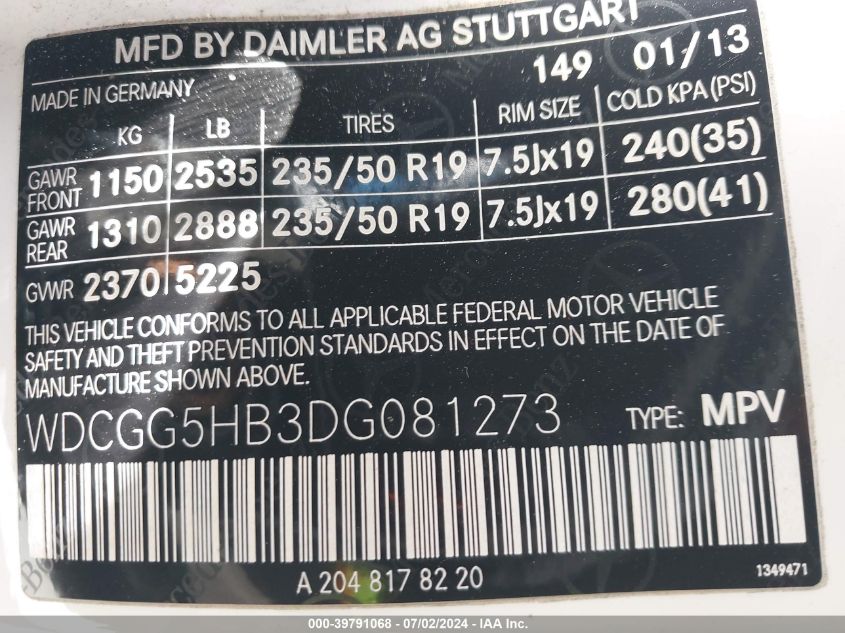 MFD BY DAIMLER AG STUTTGART
149 01/13
MADE IN GERMANY
KG LB TIRES RIM SIZE COLD KPA (PSI)
GAWR FRONT 1150 2535 235/50 R19 7.5Jx19 240(35)
GAWR REAR 1310 2888 235/50 R19 7.5Jx19 280(41)
GVWR 2370 5225
THIS VEHICLE CONFORMS TO ALL APPLICABLE FEDERAL MOTOR VEHICLE
SAFETY AND THEFT PREVENTION STANDARDS IN EFFECT ON THE DATE OF
MANUFACTURE SHOWN ABOVE.
WDCGG5HB3DG081273 TYPE: MPV
A 204 817 82 20
1349471
000-39791068 - 07/02/2024 - IAA Inc.